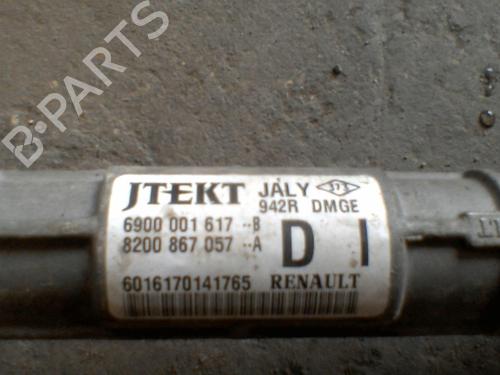 B-PARTS
JTEKT JALY
942R DMGE
6900 001 617 --B
8200 867 057 --A
D I
6016170141765 RENAULT